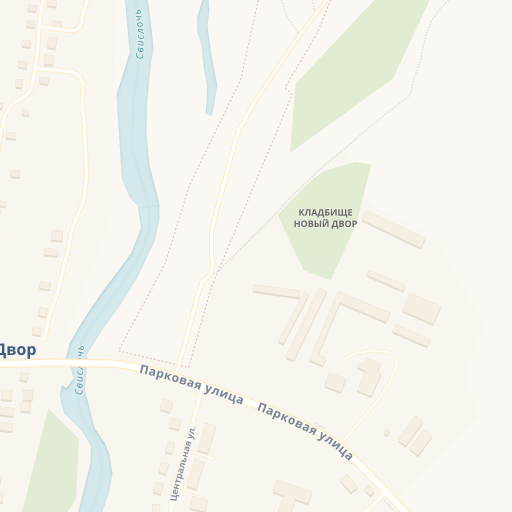 Свислочь
КЛАДБИЩЕ
НОВЫЙ ДВОР
Двор
Свислочь
Парковая улица
Парковая улица
Центральная ул.